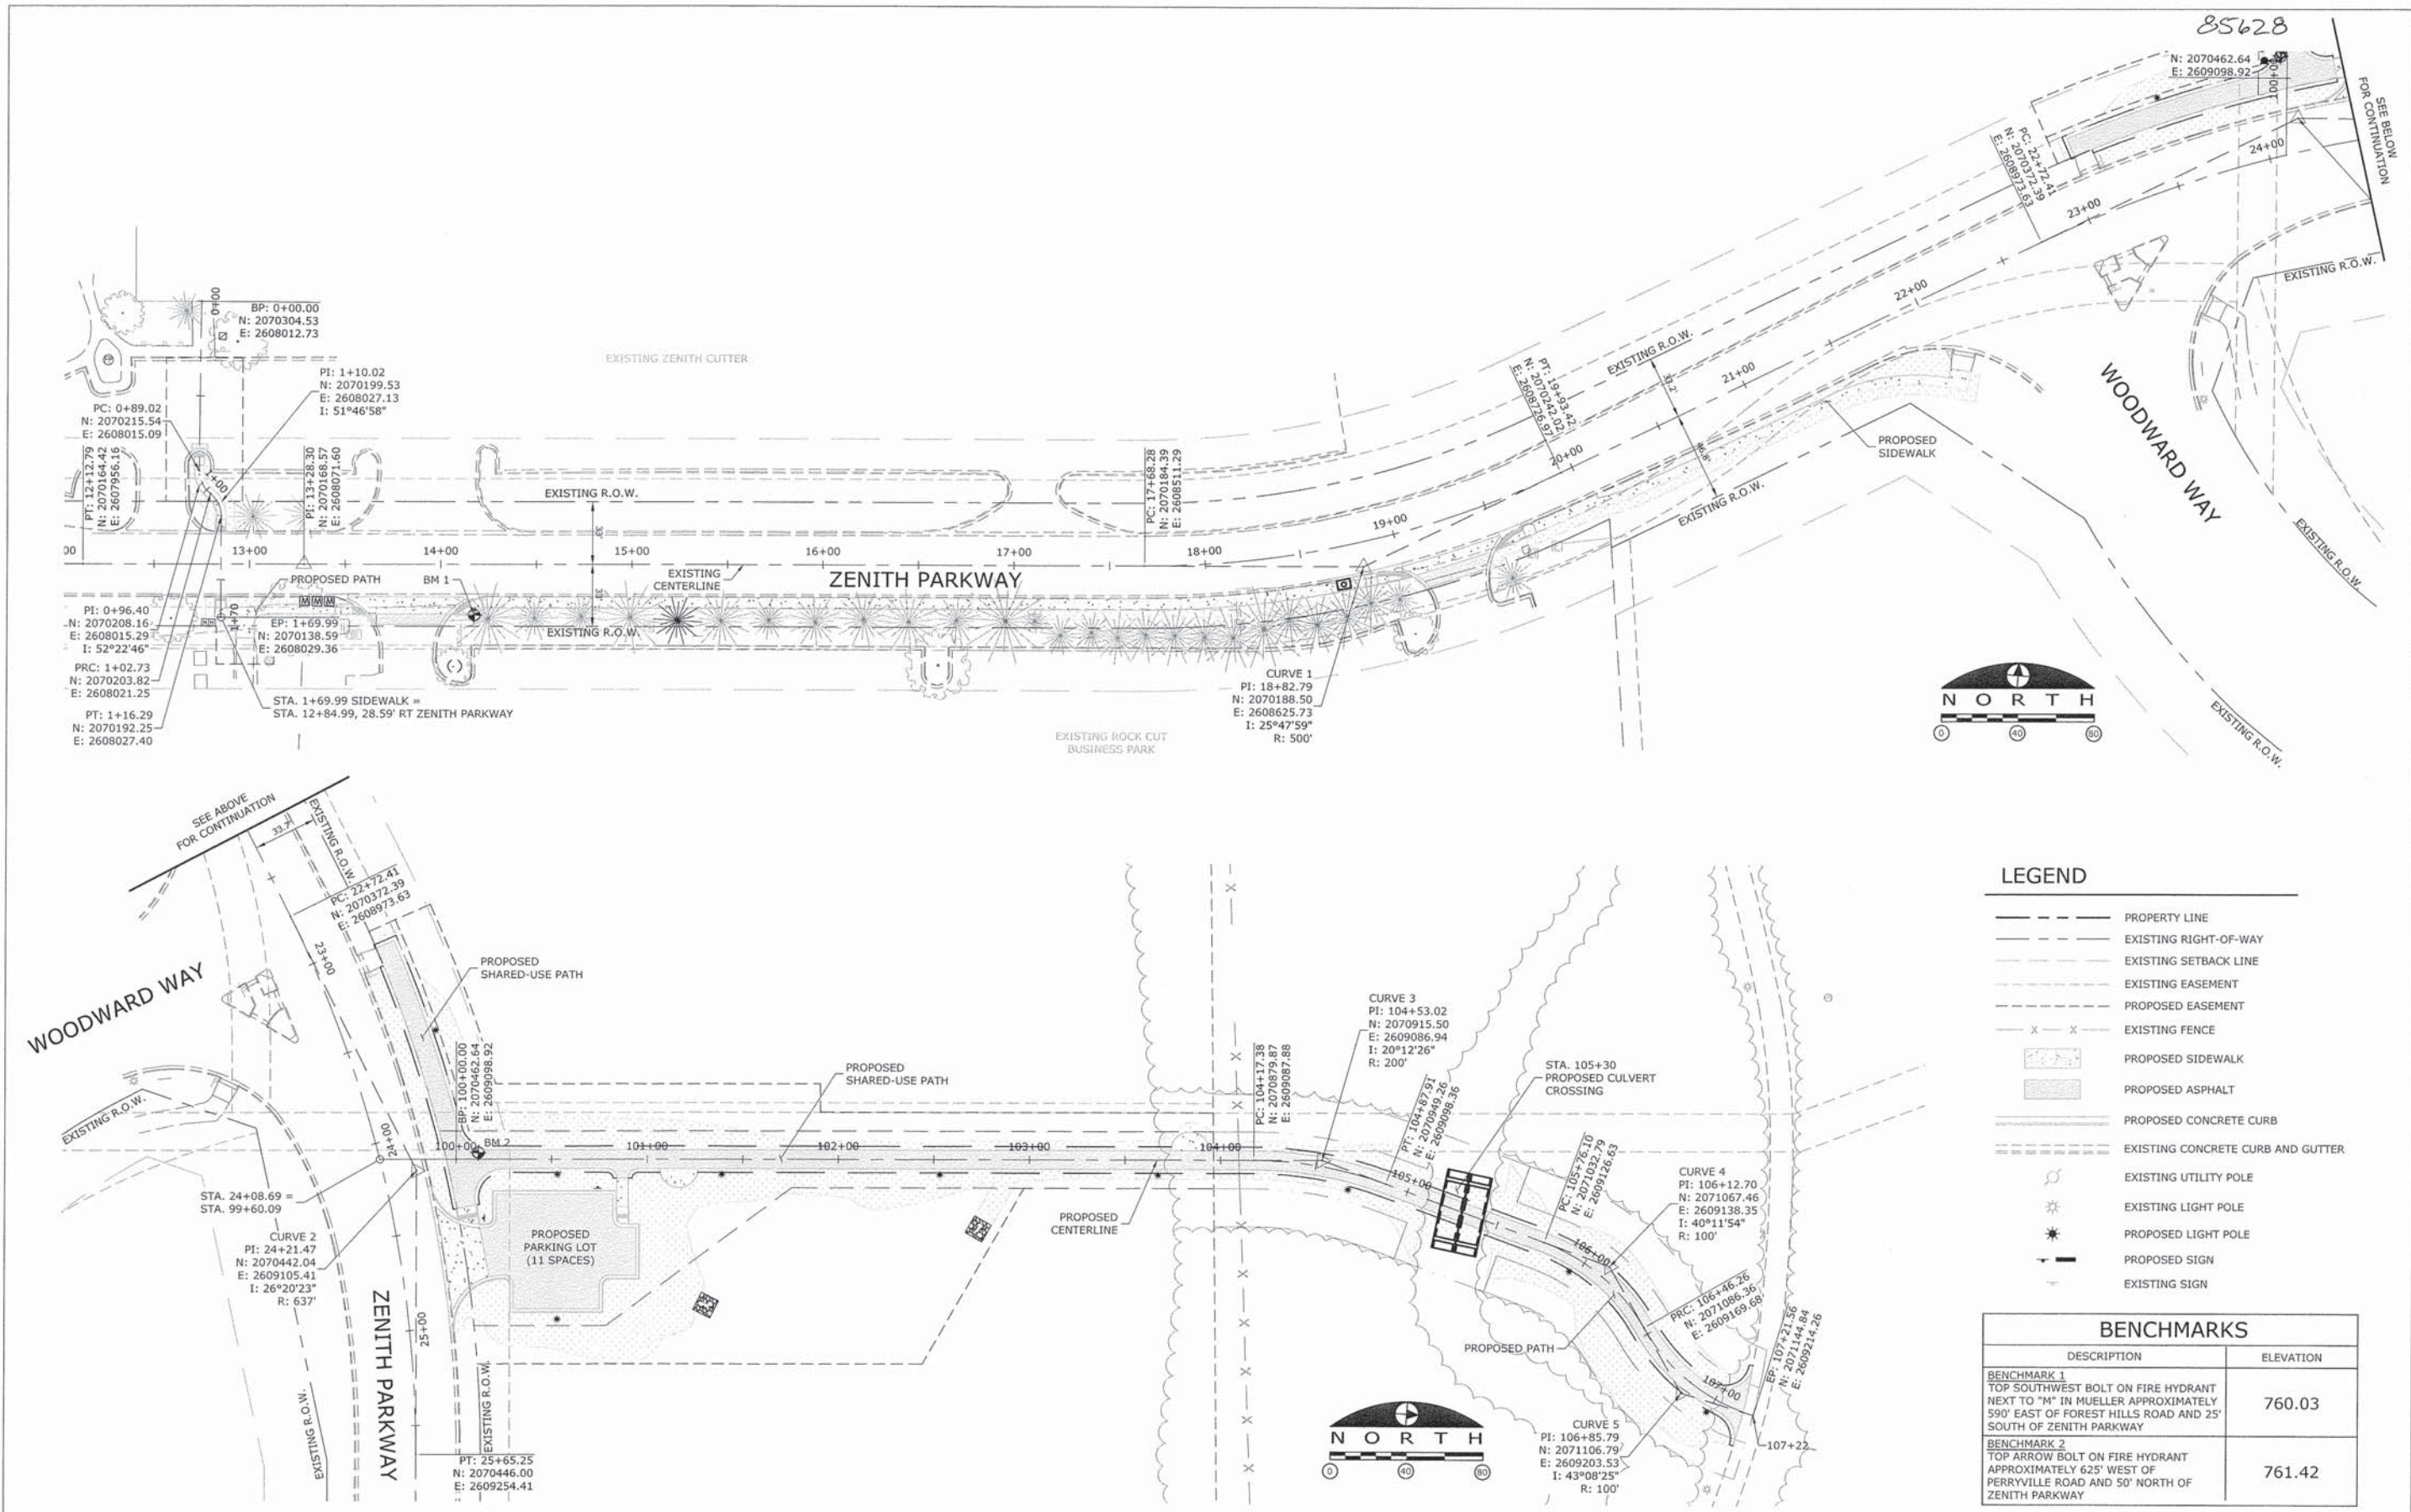 85628
N: 2070462.64
E: 2609098.92
100+00
SEE BELOW
FOR CONTINUATION
PC: 22+72.41
N: 2070372.39
E: 2608973.63
24+00
23+00
22+00
21+00
20+00
19+00
EXISTING R.O.W.
EXISTING R.O.W.
33.2'
46.8'
PT: 19+93.42
N: 2070242.02
E: 2608726.97
PROPOSED
SIDEWALK
EXISTING R.O.W.
WOODWARD WAY
EXISTING R.O.W.
EXISTING R.O.W.
0+00
BP: 0+00.00
N: 2070304.53
E: 2608012.73
EXISTING ZENITH CUTTER
PI: 1+10.02
N: 2070199.53
E: 2608027.13
I: 51°46'58"
PC: 0+89.02
N: 2070215.54
E: 2608015.09
PT: 12+12.79
N: 2070164.42
E: 2607956.16
1+00
PI: 13+28.30
N: 2070168.57
E: 2608071.60
EXISTING R.O.W.
33'
33'
PC: 17+68.28
N: 2070184.39
E: 2608511.29
00
13+00
14+00
15+00
16+00
17+00
18+00
PROPOSED PATH
BM 1
EXISTING
CENTERLINE
ZENITH PARKWAY
1+70
EXISTING R.O.W.
PI: 0+96.40
N: 2070208.16
E: 2608015.29
I: 52°22'46"
EP: 1+69.99
N: 2070138.59
E: 2608029.36
PRC: 1+02.73
N: 2070203.82
E: 2608021.25
PT: 1+16.29
N: 2070192.25
E: 2608027.40
STA. 1+69.99 SIDEWALK =
STA. 12+84.99, 28.59' RT ZENITH PARKWAY
CURVE 1
PI: 18+82.79
N: 2070188.50
E: 2608625.73
I: 25°47'59"
R: 500'
EXISTING ROCK CUT
BUSINESS PARK
NORTH
0 40 80
SEE ABOVE
FOR CONTINUATION
33.7'
EXISTING R.O.W.
PC: 22+72.41
N: 2070372.39
E: 2608973.63
23+00
PROPOSED
SHARED-USE PATH
WOODWARD WAY
EXISTING R.O.W.
24+00
BP: 100+00.00
N: 2070462.64
E: 2609098.92
100+00
BM 2
101+00
102+00
103+00
104+00
PROPOSED
SHARED-USE PATH
PC: 104+17.38
N: 2070879.87
E: 2609087.88
CURVE 3
PI: 104+53.02
N: 2070915.50
E: 2609086.94
I: 20°12'26"
R: 200'
PT: 104+87.91
N: 2070949.26
E: 2609098.36
105+00
STA. 105+30
PROPOSED CULVERT
CROSSING
PC: 105+76.10
N: 2071032.79
E: 2609126.63
106+00
CURVE 4
PI: 106+12.70
N: 2071067.46
E: 2609138.35
I: 40°11'54"
R: 100'
PRC: 106+46.26
N: 2071086.36
E: 2609169.68
EP: 107+21.56
N: 2071144.84
E: 2609214.26
107+00
107+22
PROPOSED PATH
CURVE 5
PI: 106+85.79
N: 2071106.79
E: 2609203.53
I: 43°08'25"
R: 100'
STA. 24+08.69 =
STA. 99+60.09
CURVE 2
PI: 24+21.47
N: 2070442.04
E: 2609105.41
I: 26°20'23"
R: 637'
PROPOSED
PARKING LOT
(11 SPACES)
PROPOSED
CENTERLINE
25+00
ZENITH PARKWAY
EXISTING R.O.W.
EXISTING R.O.W.
PT: 25+65.25
N: 2070446.00
E: 2609254.41
NORTH
0 40 80
LEGEND
PROPERTY LINE
EXISTING RIGHT-OF-WAY
EXISTING SETBACK LINE
EXISTING EASEMENT
PROPOSED EASEMENT
X X EXISTING FENCE
PROPOSED SIDEWALK
PROPOSED ASPHALT
PROPOSED CONCRETE CURB
EXISTING CONCRETE CURB AND GUTTER
EXISTING UTILITY POLE
EXISTING LIGHT POLE
PROPOSED LIGHT POLE
PROPOSED SIGN
EXISTING SIGN
BENCHMARKS
DESCRIPTION ELEVATION
BENCHMARK 1
TOP SOUTHWEST BOLT ON FIRE HYDRANT
NEXT TO "M" IN MUELLER APPROXIMATELY
590' EAST OF FOREST HILLS ROAD AND 25'
SOUTH OF ZENITH PARKWAY
760.03
BENCHMARK 2
TOP ARROW BOLT ON FIRE HYDRANT
APPROXIMATELY 625' WEST OF
PERRYVILLE ROAD AND 50' NORTH OF
ZENITH PARKWAY
761.42